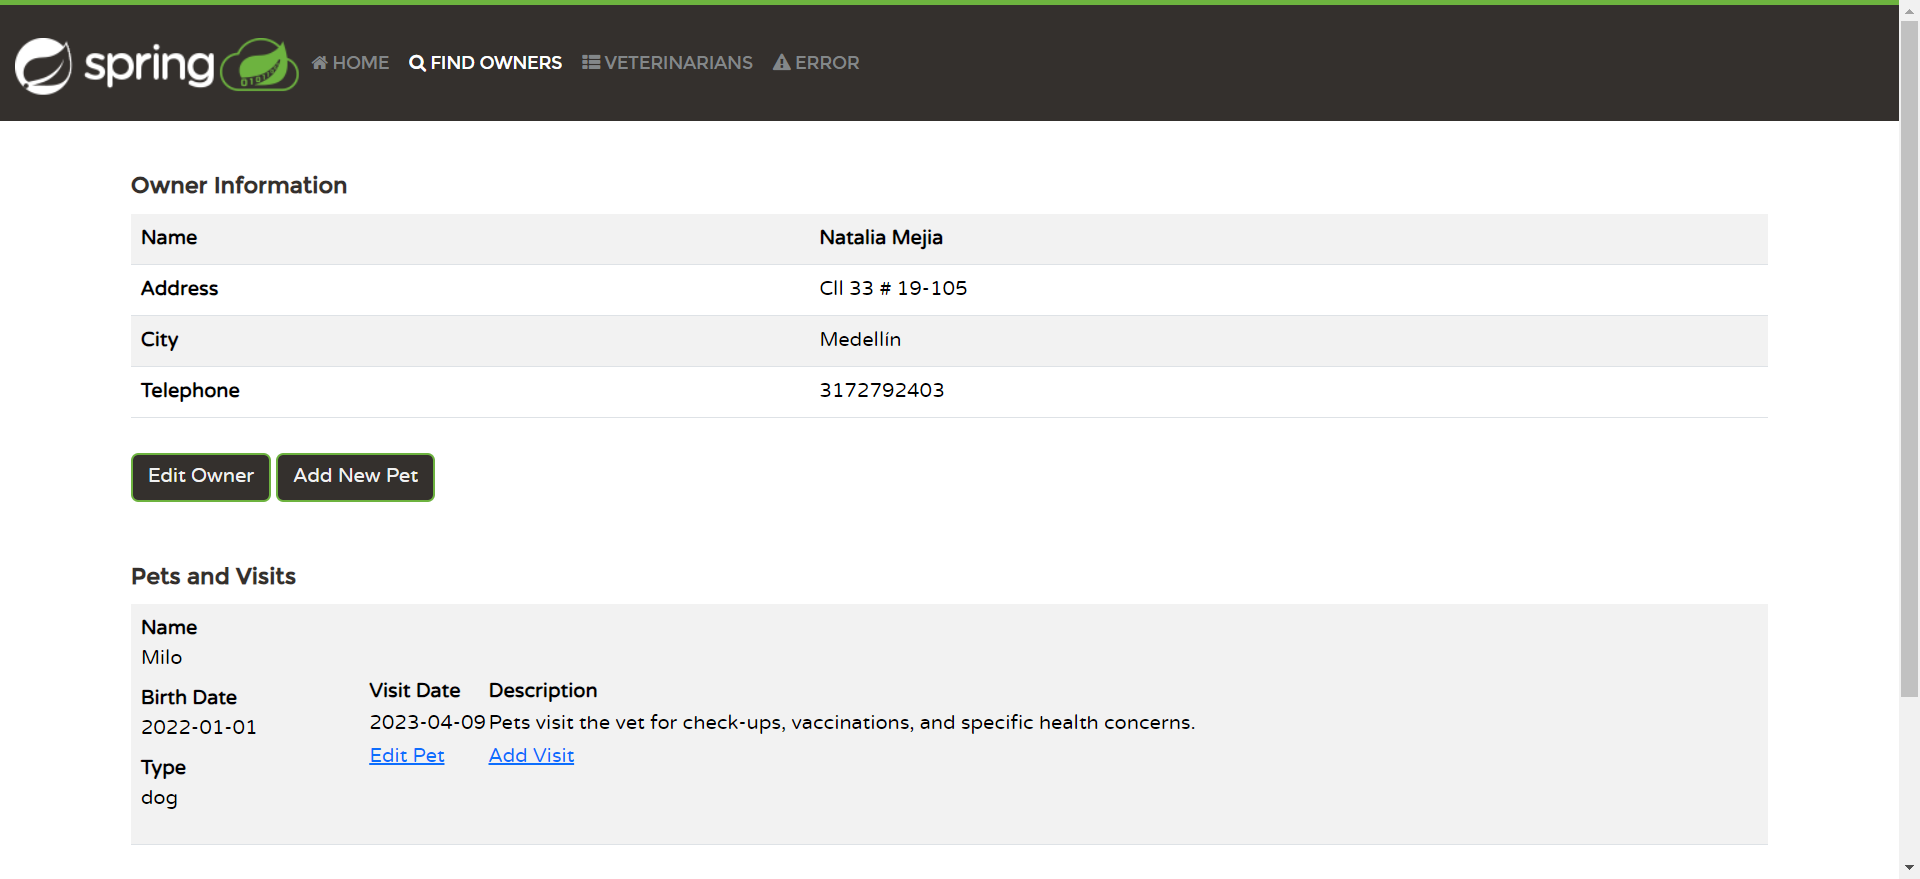 spring HOME FIND OWNERS VETERINARIANS ERROR
Owner Information
Name Natalia Mejia
Address Cll 33 # 19-105
City Medellín
Telephone 3172792403
Edit Owner Add New Pet
Pets and Visits
Name
Milo
Birth Date
2022-01-01
Type
dog
Visit Date Description
2023-04-09 Pets visit the vet for check-ups, vaccinations, and specific health concerns.
Edit Pet Add Visit